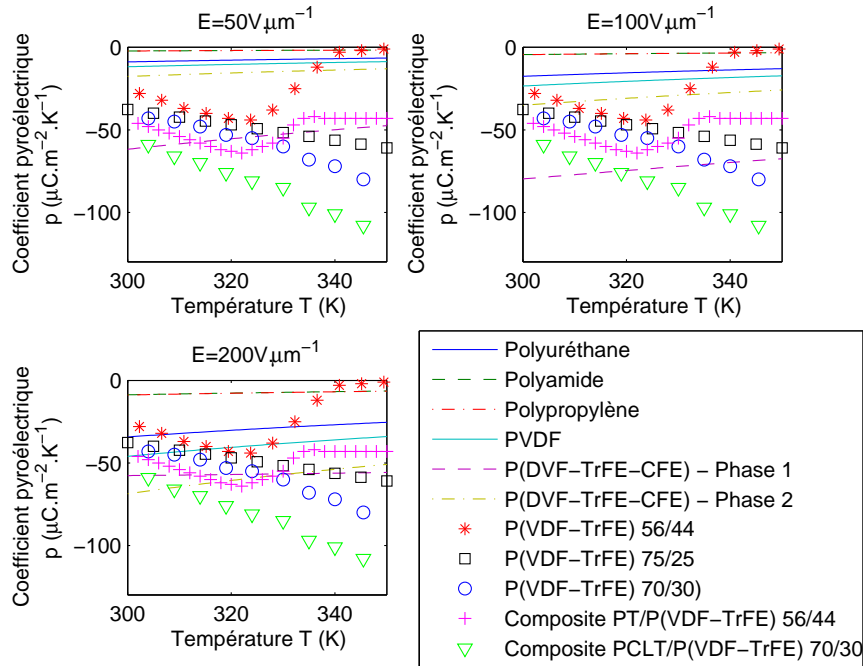 E=50Vμm−1
0
−50
−100
300
320
340
Température T (K)
Coefficient pyroélectrique
p (μC.m−2.K−1)
E=100Vμm−1
0
−50
−100
300
320
340
Température T (K)
Coefficient pyroélectrique
p (μC.m−2.K−1)
E=200Vμm−1
0
−50
−100
300
320
340
Température T (K)
Coefficient pyroélectrique
p (μC.m−2.K−1)
Polyuréthane
Polyamide
Polypropylène
PVDF
P(DVF−TrFE−CFE) − Phase 1
P(DVF−TrFE−CFE) − Phase 2
P(VDF−TrFE) 56/44
P(VDF−TrFE) 75/25
P(VDF−TrFE) 70/30)
Composite PT/P(VDF−TrFE) 56/44
Composite PCLT/P(VDF−TrFE) 70/30